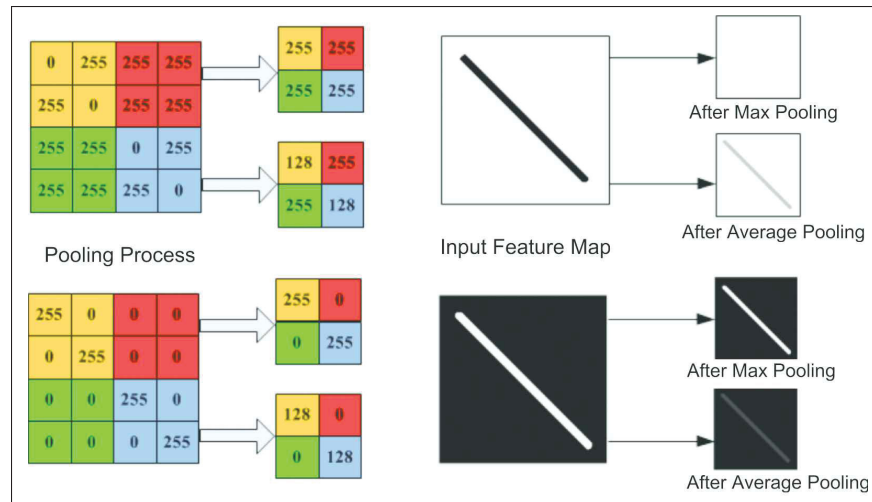 0 255 255 255
255 0 255 255
255 255 0 255
255 255 255 0
255 255
255 255
128 255
255 128
After Max Pooling
After Average Pooling
Pooling Process
Input Feature Map
255 0 0 0
0 255 0 0
0 0 255 0
0 0 0 255
255 0
0 255
128 0
0 128
After Max Pooling
After Average Pooling